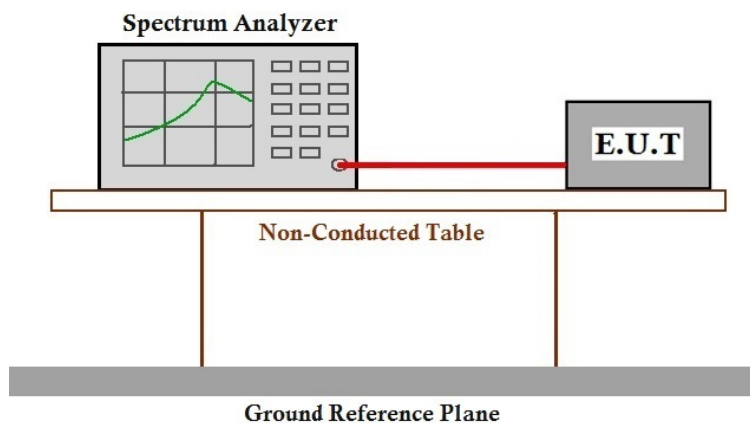 Spectrum Analyzer
E.U.T
Non-Conducted Table
Ground Reference Plane